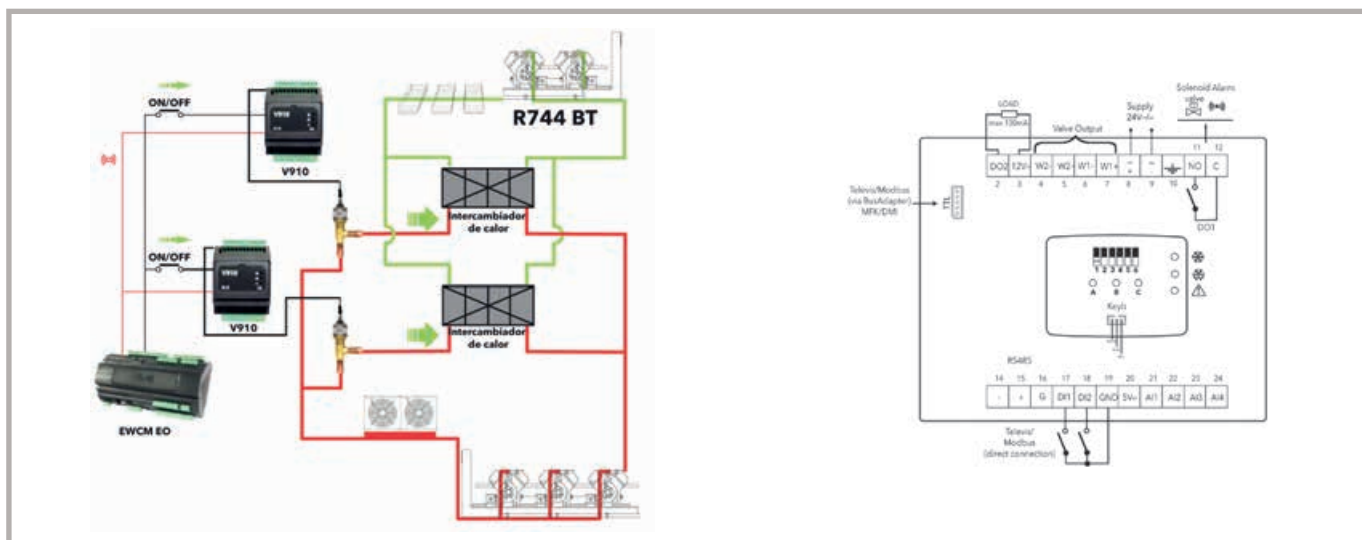 ON/OFF
V910
V910
R744 BT
Intercambiador
de calor
ON/OFF
V910
V910
Intercambiador
de calor
EWCM EO
LOAD
max 100mA
Valve Output
Supply
24V~/⎓
Solenoid Alarm
valve
11 12
DO2 12V⎓ W2- W2- W1- W1+ NO C
2 3 4 5 6 7 8 9 10
DO1
Televis/Modbus
(via BusAdapter)
MFK/DMI
TTL
1 2 3 4 5 6
A B C
Keyb
RS485
14 15 16 17 18 19 20 21 22 23 24
- + G DI1 DI2 GND 5V⎓ AI1 AI2 AI3 AI4
Televis/
Modbus
(direct connection)